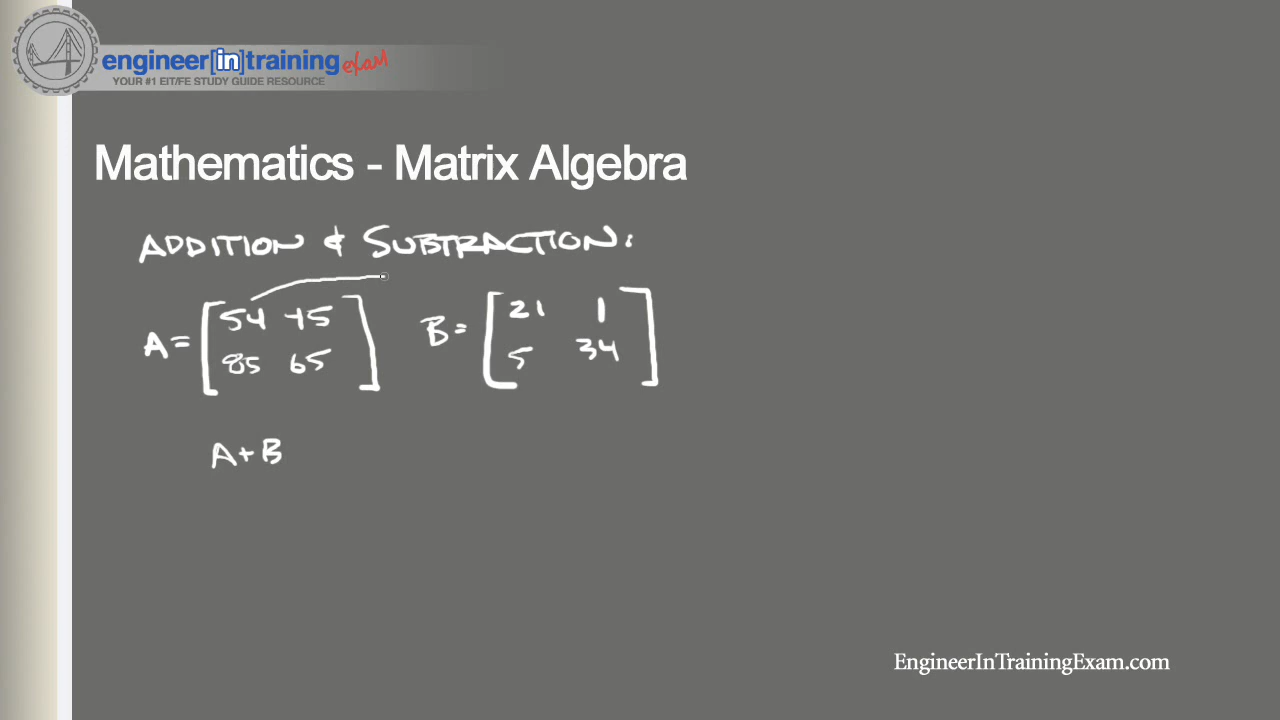 engineer[in]training exam
YOUR #1 EIT/FE STUDY GUIDE RESOURCE
Mathematics - Matrix Algebra
ADDITION & SUBTRACTION:
A = [54 45
85 65]
B = [21 1
5 34]
A+B
EngineerInTrainingExam.com